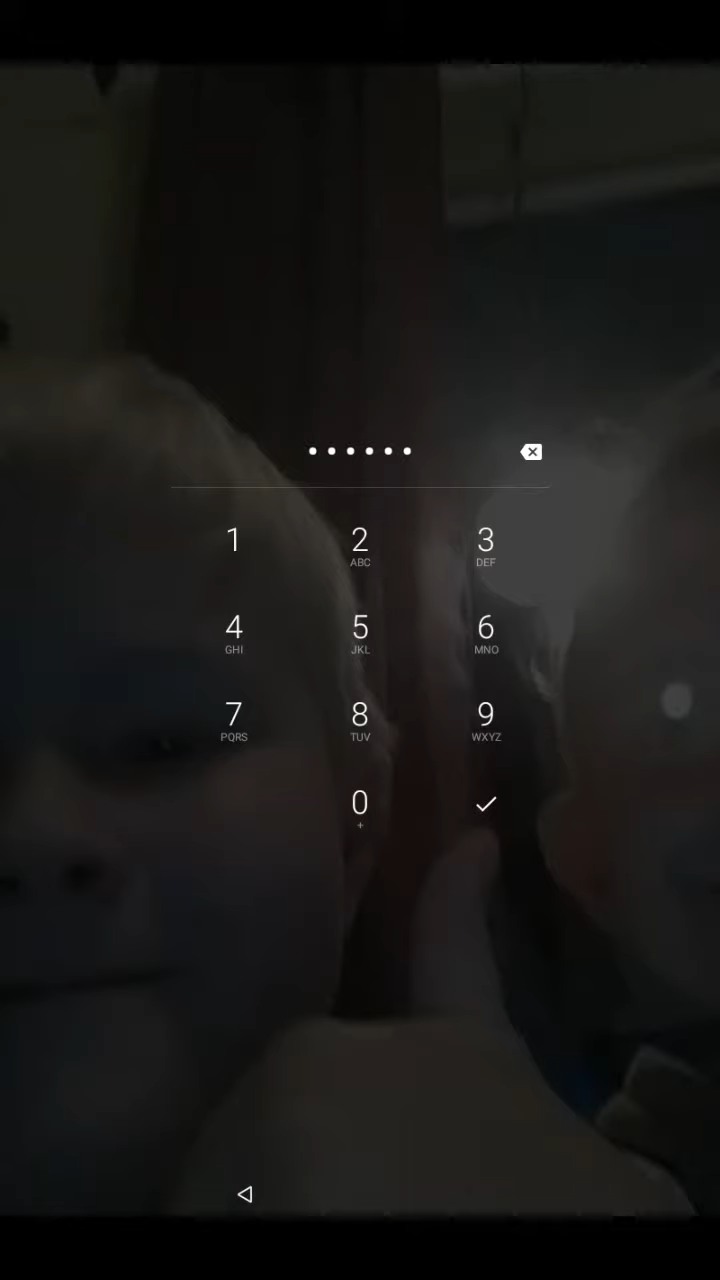 ••••••
1 2 3
ABC DEF
4 5 6
GHI JKL MNO
7 8 9
PQRS TUV WXYZ
0
+